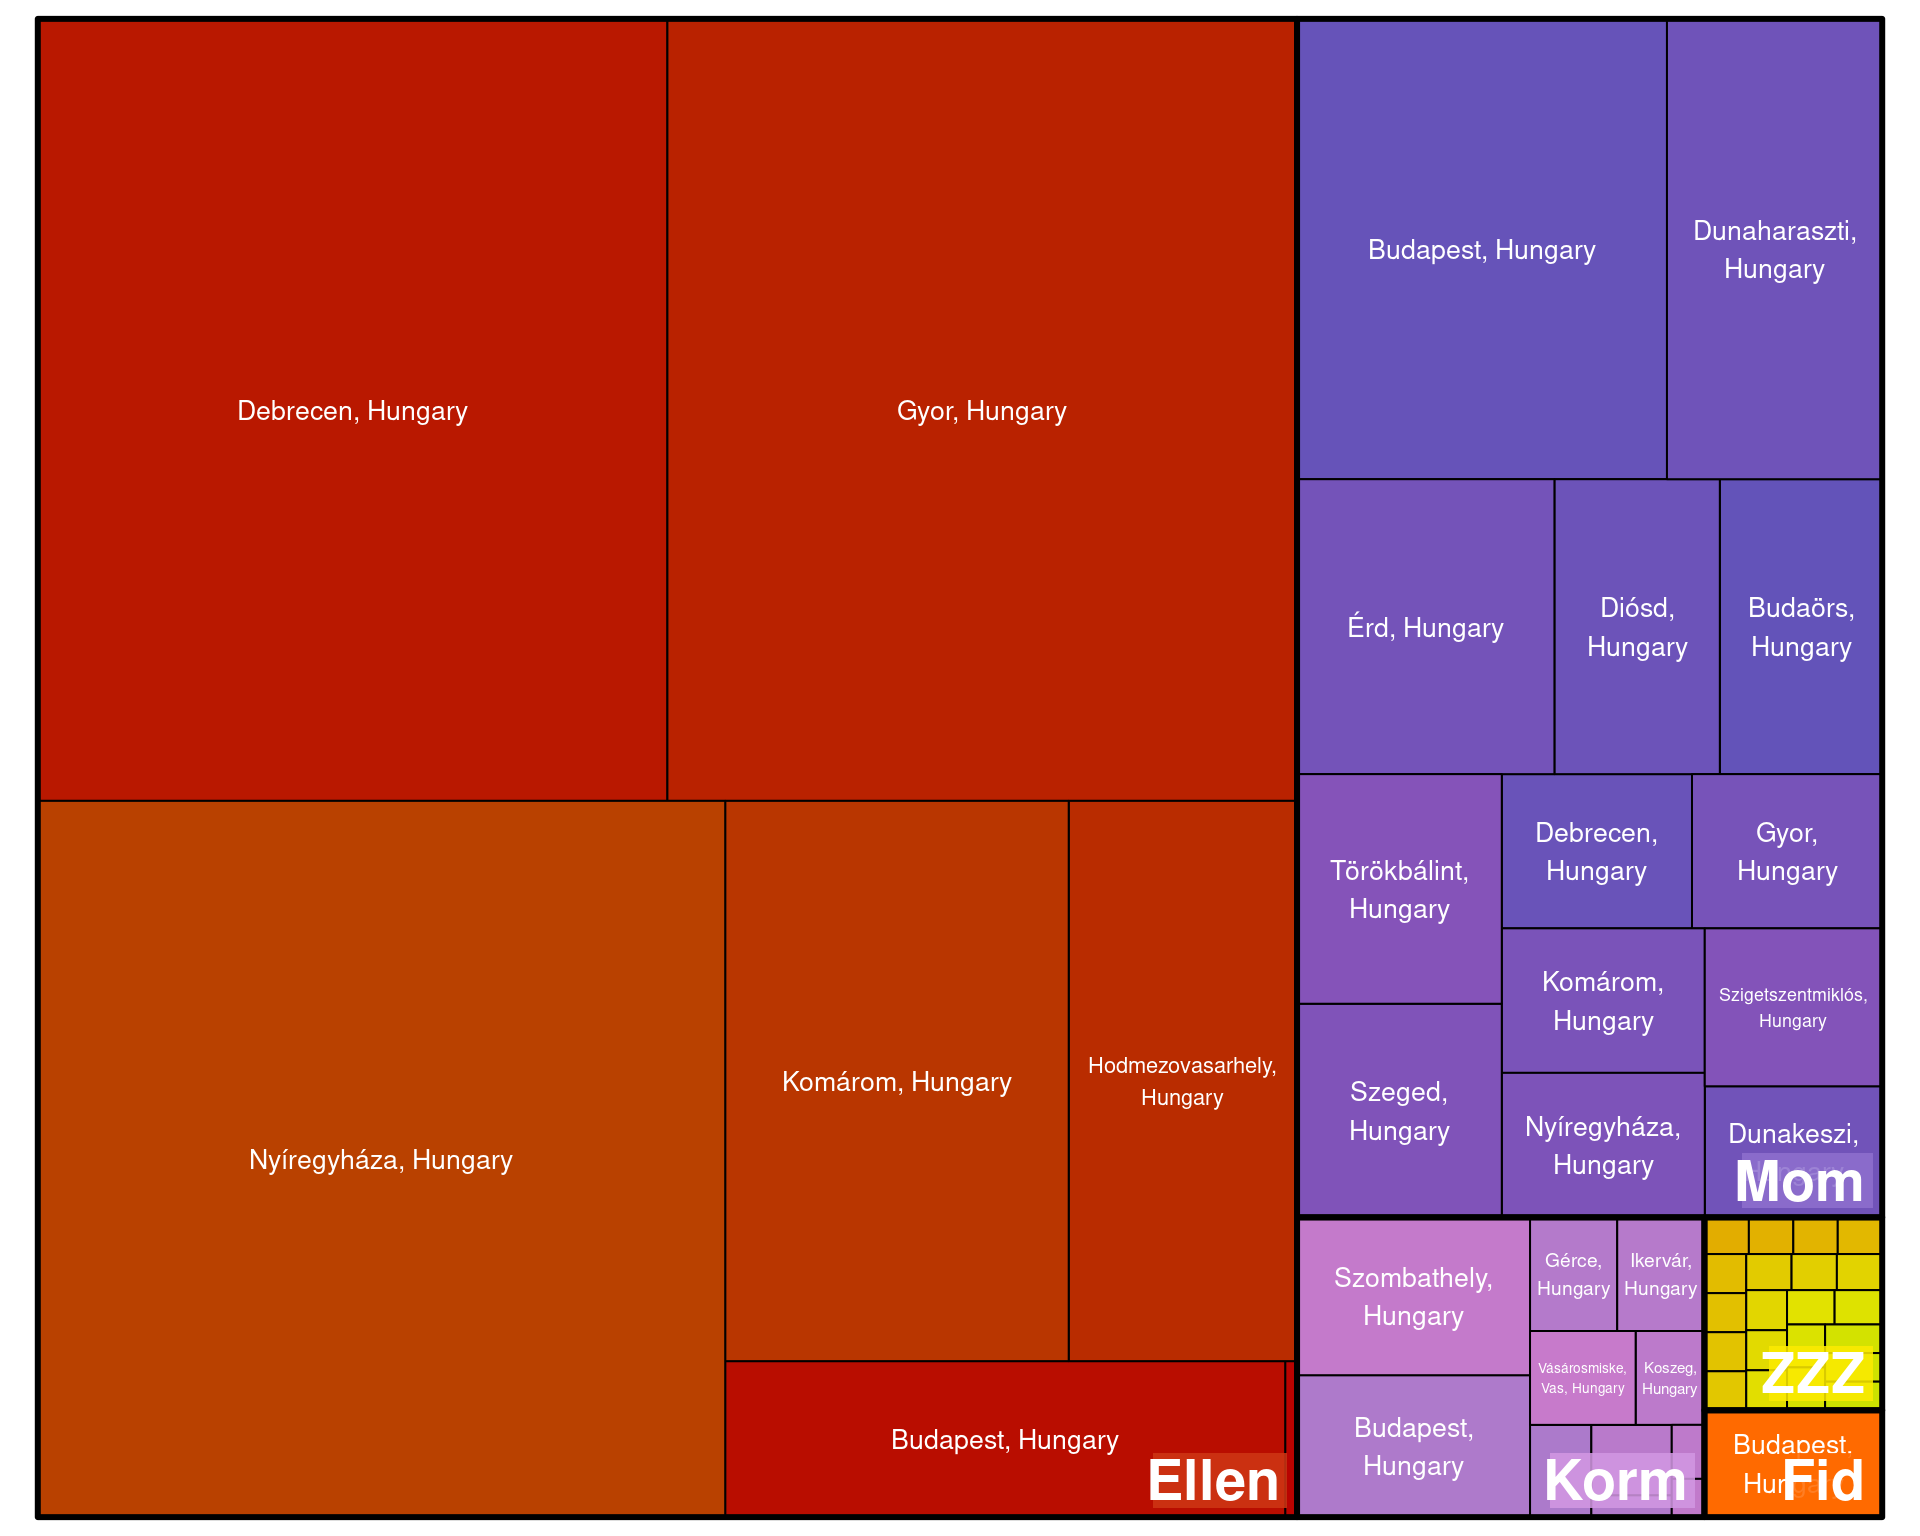 Debrecen, Hungary
Gyor, Hungary
Nyíregyháza, Hungary
Komárom, Hungary
Hodmezovasarhely,
Hungary
Budapest, Hungary
Ellen
Budapest, Hungary
Dunaharaszti,
Hungary
Érd, Hungary
Diósd,
Hungary
Budaörs,
Hungary
Törökbálint,
Hungary
Debrecen,
Hungary
Gyor,
Hungary
Komárom,
Hungary
Szigetszentmiklós,
Hungary
Szeged,
Hungary
Nyíregyháza,
Hungary
Dunakeszi,
Mom
Szombathely,
Hungary
Gérce,
Hungary
Ikervár,
Hungary
Vásárosmiske,
Vas, Hungary
Koszeg,
Hungary
Budapest,
Hungary
Korm
ZZZ
Budapest,
Fid